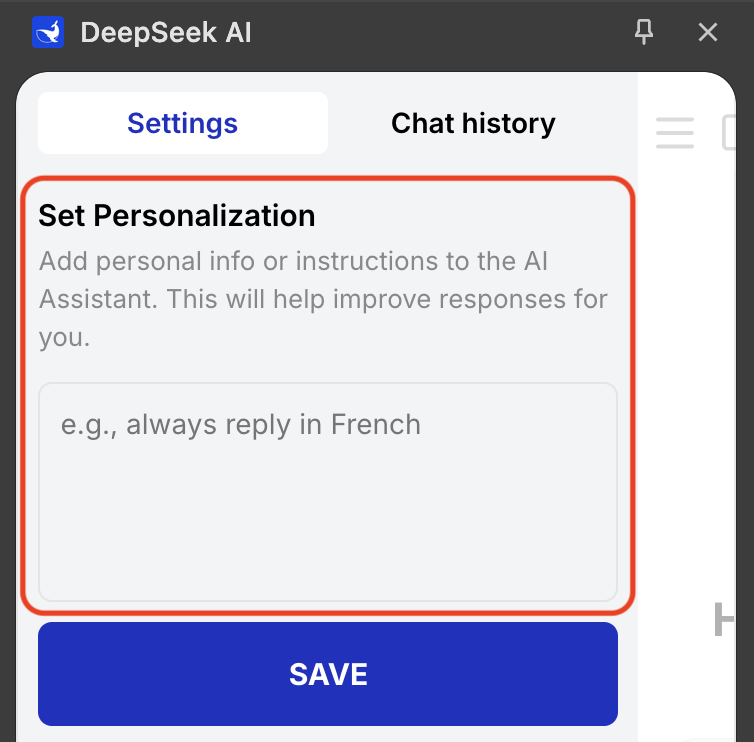 DeepSeek AI
Settings
Chat history
Set Personalization
Add personal info or instructions to the AI
Assistant. This will help improve responses for
you.
e.g., always reply in French
SAVE